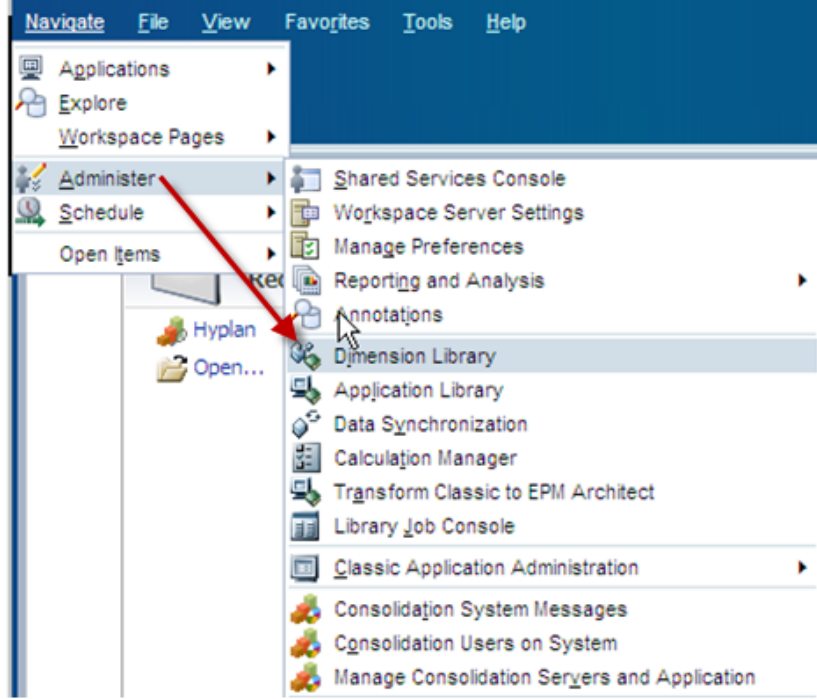 Navigate File View Favorites Tools Help
Applications
Explore
Workspace Pages
Administer
Schedule
Open Items
Rec
Hyplan
Open...
Shared Services Console
Workspace Server Settings
Manage Preferences
Reporting and Analysis
Annotations
Dimension Library
Application Library
Data Synchronization
Calculation Manager
Transform Classic to EPM Architect
Library Job Console
Classic Application Administration
Consolidation System Messages
Consolidation Users on System
Manage Consolidation Servers and Application